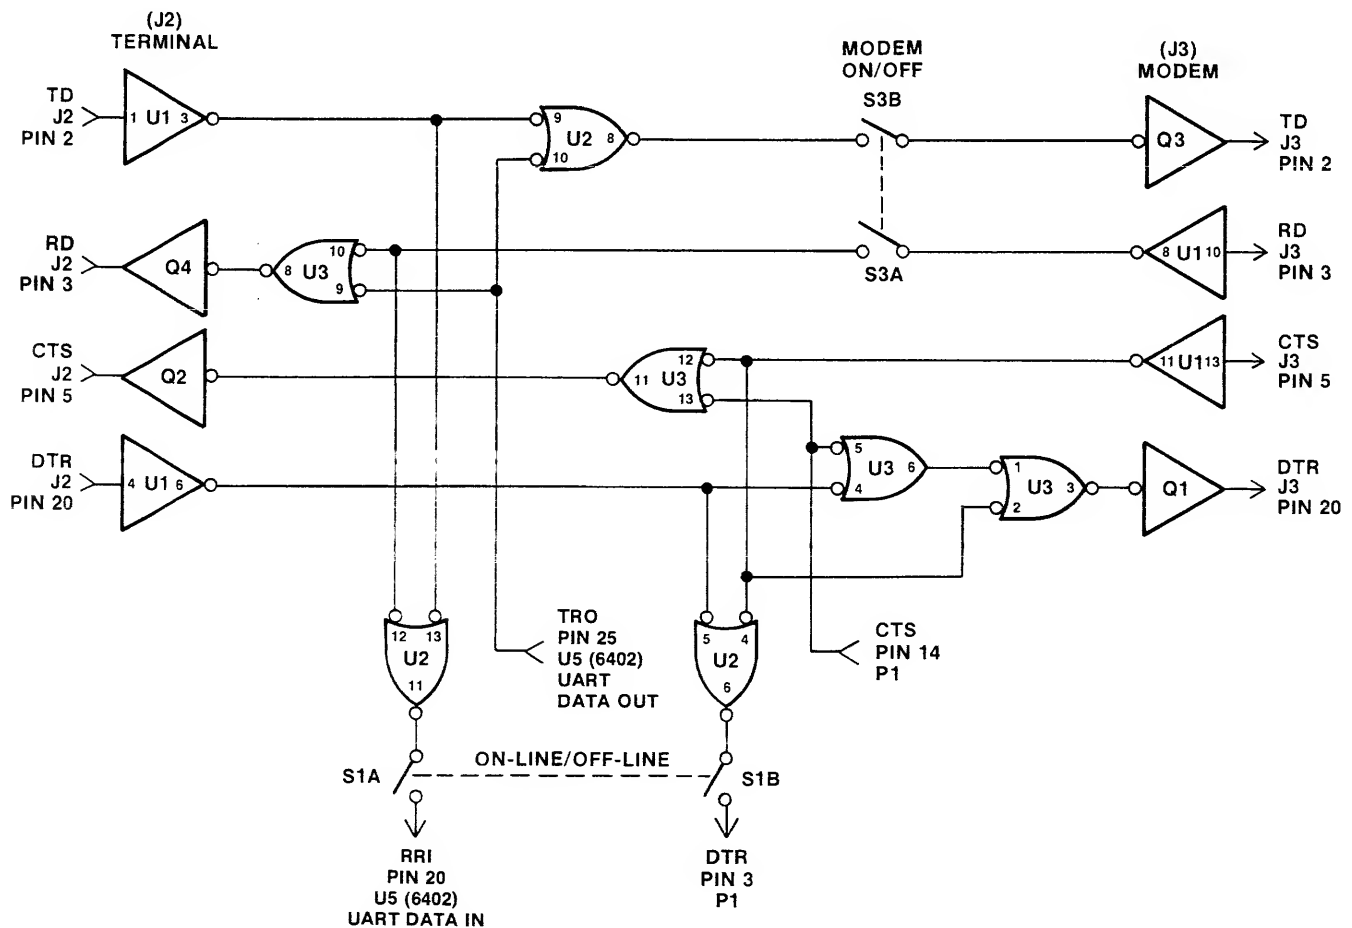 (J2)
TERMINAL
TD
J2
PIN 2
1 U1 3
9
10
U2
8
MODEM
ON/OFF
S3B
(J3)
MODEM
Q3
TD
J3
PIN 2
RD
J2
PIN 3
Q4
8 U3
10
9
S3A
8 U1 10
RD
J3
PIN 3
CTS
J2
PIN 5
Q2
11 U3
12
13
11 U1 13
CTS
J3
PIN 5
DTR
J2
PIN 20
4 U1 6
5
4
U3 6
1
2
U3 3
Q1
DTR
J3
PIN 20
12 13
U2
11
TRO
PIN 25
U5 (6402)
UART
DATA OUT
5 4
U2
6
CTS
PIN 14
P1
S1A
ON-LINE/OFF-LINE
S1B
RRI
PIN 20
U5 (6402)
UART DATA IN
DTR
PIN 3
P1